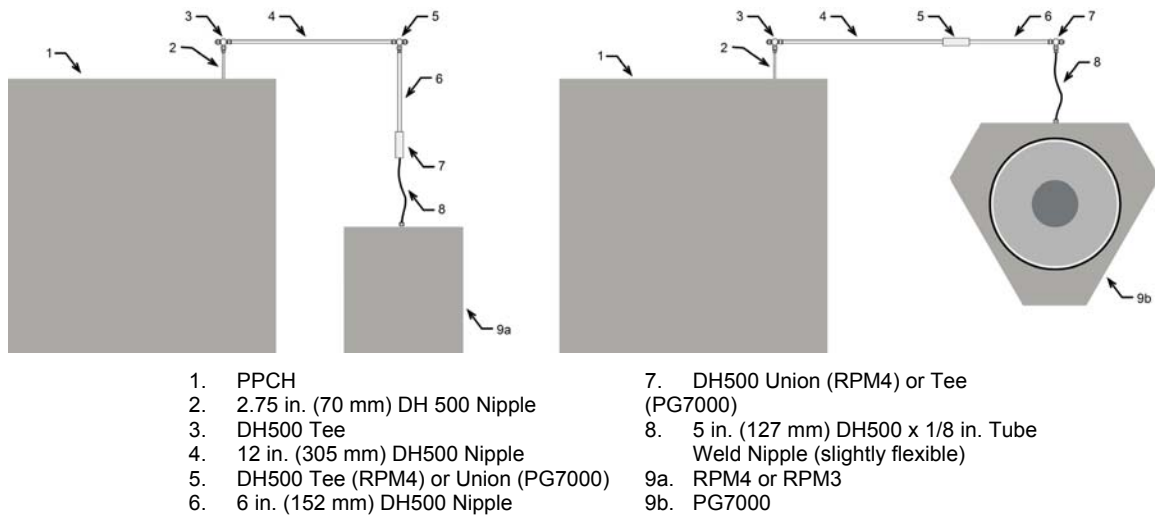 3
4
5
1
2
6
7
8
9a
3
4
5
6
7
1
2
8
9b
1. PPCH
2. 2.75 in. (70 mm) DH 500 Nipple
3. DH500 Tee
4. 12 in. (305 mm) DH500 Nipple
5. DH500 Tee (RPM4) or Union (PG7000)
6. 6 in. (152 mm) DH500 Nipple
7. DH500 Union (RPM4) or Tee
(PG7000)
8. 5 in. (127 mm) DH500 x 1/8 in. Tube
Weld Nipple (slightly flexible)
9a. RPM4 or RPM3
9b. PG7000